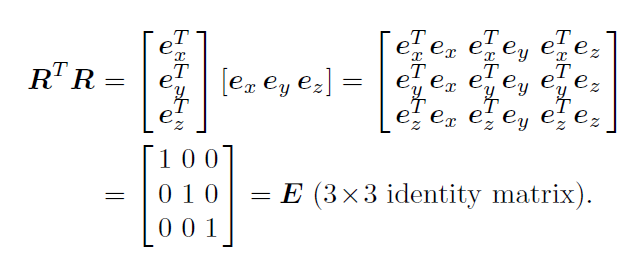 R^T R = [ e_x^T ; e_y^T ; e_z^T ] [e_x e_y e_z] = [ e_x^T e_x e_x^T e_y e_x^T e_z ; e_y^T e_x e_y^T e_y e_y^T e_z ; e_z^T e_x e_z^T e_y e_z^T e_z ]
= [ 1 0 0 ; 0 1 0 ; 0 0 1 ] = E (3×3 identity matrix).